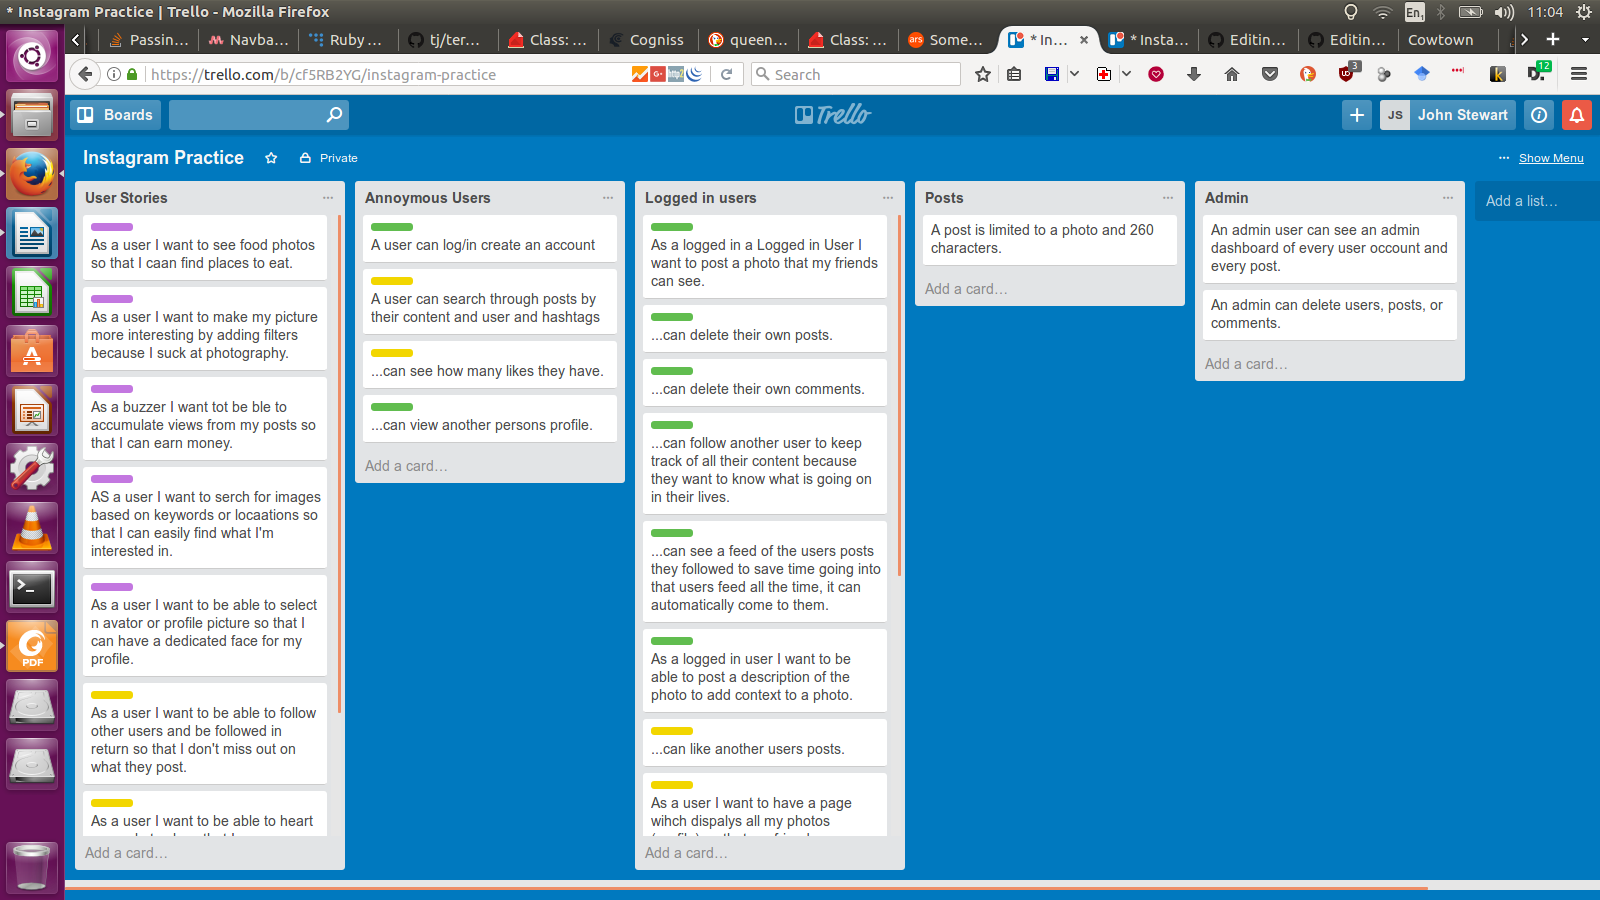 * Instagram Practice | Trello - Mozilla Firefox
En1
11:04
Passin...
Navba...
Ruby ...
tj/ter...
Class: ...
Cogniss
queen...
Class: ...
Some...
* In...
* Insta...
Editin...
Editin...
Cowtown
https://trello.com/b/cf5RB2YG/instagram-practice
Search
3
12
Boards
Trello
JS John Stewart
Instagram Practice
Private
... Show Menu
User Stories
As a user I want to see food photos
so that I caan find places to eat.
As a user I want to make my picture
more interesting by adding filters
because I suck at photography.
As a buzzer I want tot be ble to
accumulate views from my posts so
that I can earn money.
AS a user I want to serch for images
based on keywords or locaations so
that I can easily find what I'm
interested in.
As a user I want to be able to select
n avator or profile picture so that I
can have a dedicated face for my
profile.
As a user I want to be able to follow
other users and be followed in
return so that I don't miss out on
what they post.
As a user I want to be able to heart
Add a card...
Annoymous Users
A user can log/in create an account
A user can search through posts by
their content and user and hashtags
...can see how many likes they have.
...can view another persons profile.
Add a card...
Logged in users
As a logged in a Logged in User I
want to post a photo that my friends
can see.
...can delete their own posts.
...can delete their own comments.
...can follow another user to keep
track of all their content because
they want to know what is going on
in their lives.
...can see a feed of the users posts
they followed to save time going into
that users feed all the time, it can
automatically come to them.
As a logged in user I want to be
able to post a description of the
photo to add context to a photo.
...can like another users posts.
As a user I want to have a page
wihch dispalys all my photos
Add a card...
Posts
A post is limited to a photo and 260
characters.
Add a card...
Admin
An admin user can see an admin
dashboard of every user occount and
every post.
An admin can delete users, posts, or
comments.
Add a card...
Add a list...
PDF